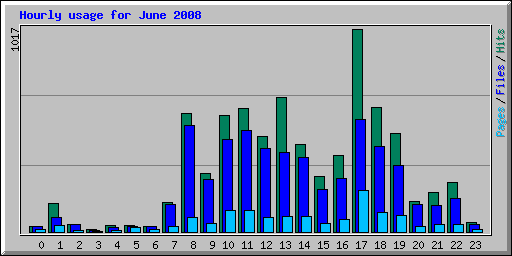 Hourly usage for June 2008
1017
Pages / Files / Hits
0 1 2 3 4 5 6 7 8 9 10 11 12 13 14 15 16 17 18 19 20 21 22 23